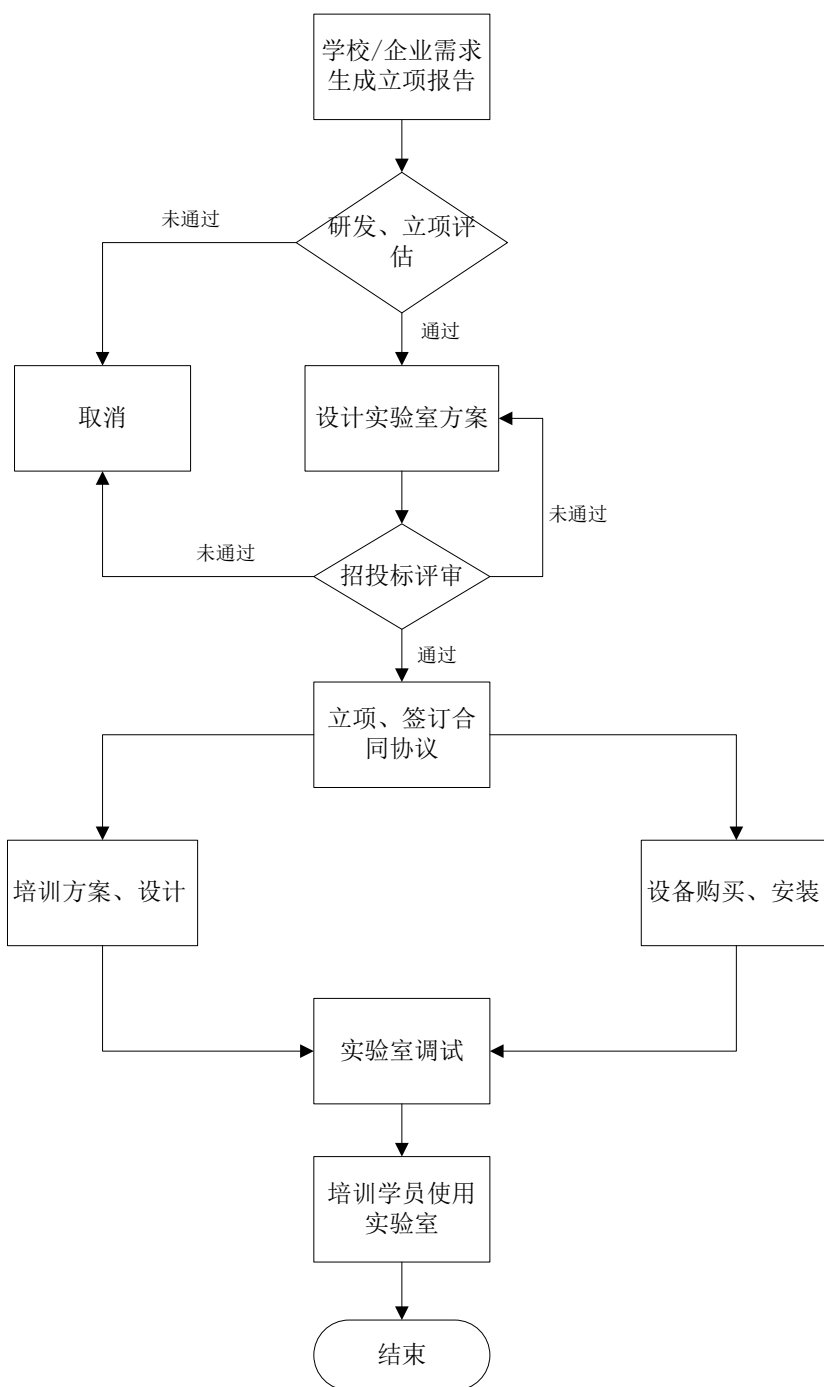 学校/企业需求
生成立项报告
未通过
研发、立项评
估
通过
取消
设计实验室方案
未通过
未通过
招投标评审
通过
立项、签订合
同协议
培训方案、设计
设备购买、安装
实验室调试
培训学员使用
实验室
结束